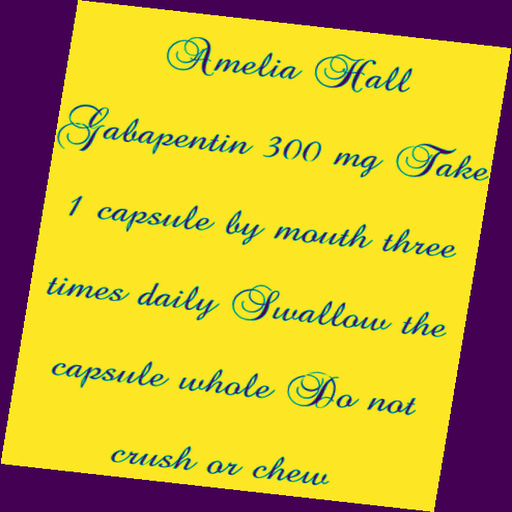 Amelia Hall
Gabapentin 300 mg Take
1 capsule by mouth three
times daily Swallow the
capsule whole Do not
crush or chew